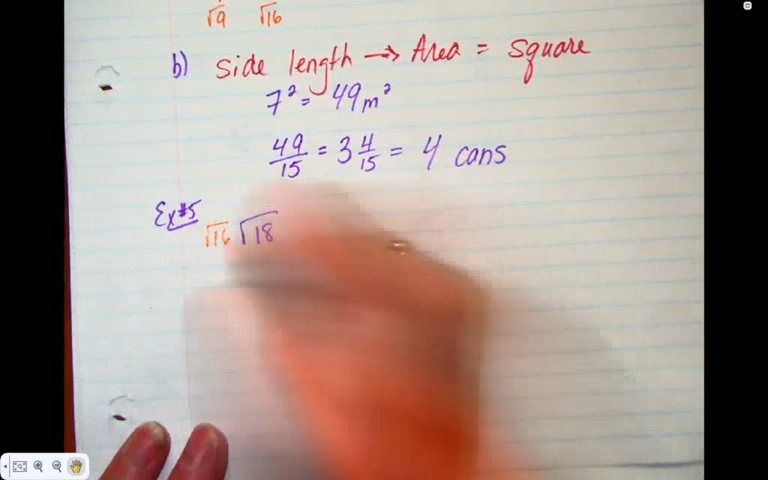 √9 √16
b) side length → Area = square
7² = 49m²
49/15 = 3 4/15 = 4 cans
Ex#5
√16 √18